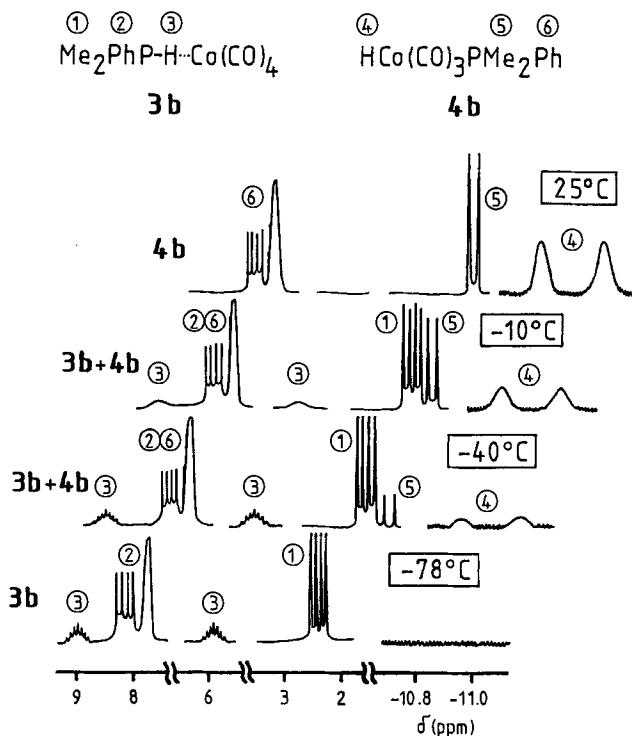 ① ② ③ ④ ⑤ ⑥
Me₂PhP-H···Co(CO)₄ HCo(CO)₃PMe₂Ph
3b 4b
25°C
⑥ ⑤ ④
4b
-10°C
②⑥ ① ⑤ ④
3b+4b
③ ③
-40°C
②⑥ ① ⑤ ④
3b+4b
③ ③
-78°C
② ①
3b
③ ③
9 8 6 3 2 -10.8 -11.0
δ(ppm)